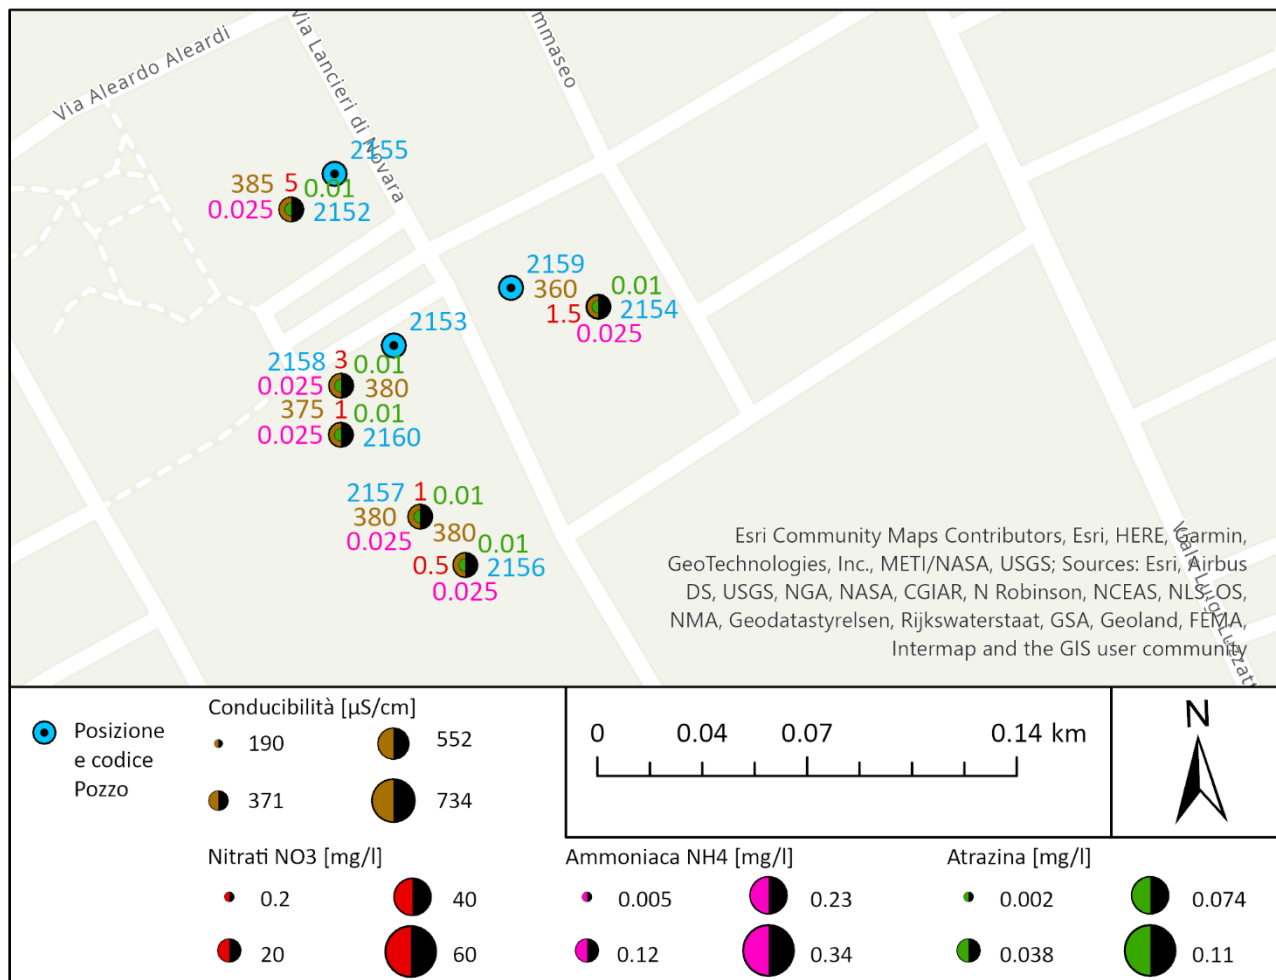 Via Aleardo Aleardi
Via Lancieri di Novara
mmaseo
2155
385 5 0.01
0.025 2152
2159
360 0.01
1.5 2154
0.025
2153
2158 3 0.01
0.025 380
375 1 0.01
0.025 2160
2157 1 0.01
380 380
0.025 0.01
0.5 2156
0.025
Viale Luigi Luzzatt
Esri Community Maps Contributors, Esri, HERE, Garmin,
GeoTechnologies, Inc., METI/NASA, USGS; Sources: Esri, Airbus
DS, USGS, NGA, NASA, CGIAR, N Robinson, NCEAS, NLS, OS,
NMA, Geodatastyrelsen, Rijkswaterstaat, GSA, Geoland, FEMA,
Intermap and the GIS user community
Posizione
e codice
Pozzo
Conducibilità [µS/cm]
190 552
371 734
0 0.04 0.07 0.14 km
N
Nitrati NO3 [mg/l]
0.2 40
20 60
Ammoniaca NH4 [mg/l]
0.005 0.23
0.12 0.34
Atrazina [mg/l]
0.002 0.074
0.038 0.11